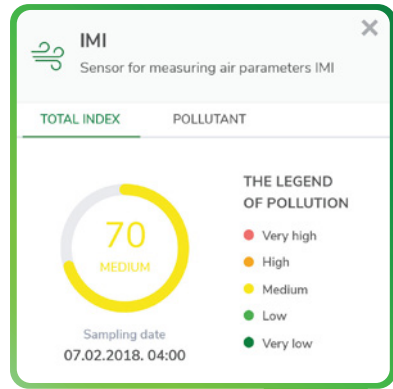 IMI
Sensor for measuring air parameters IMI
TOTAL INDEX
POLLUTANT
70
MEDIUM
Sampling date
07.02.2018. 04:00
THE LEGEND
OF POLLUTION
Very high
High
Medium
Low
Very low